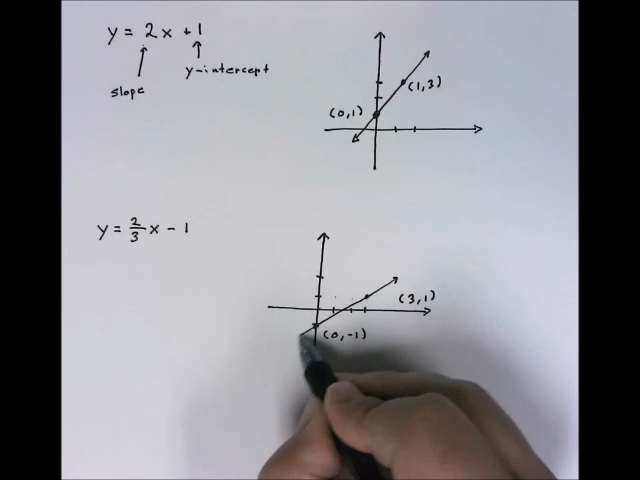 y = 2x + 1
slope
y-intercept
(0,1)
(1,3)
y = 2/3 x - 1
(3,1)
(0,-1)